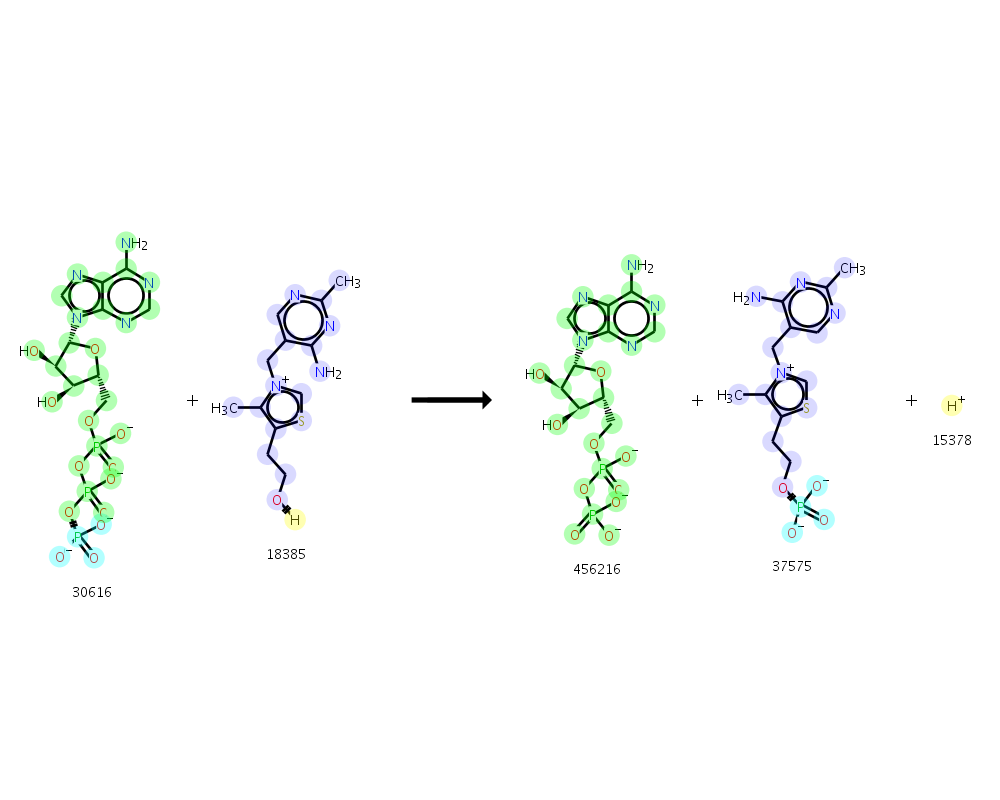 NH2
N N
N N
HO O
HO
O
P O−
O O−
P
O O−
P
O− O
30616
+
CH3
N
N
NH2
N+
H3C
S
O
H
18385
NH2
N N
N N
HO O
HO
O
P O−
O O−
P
O O−
456216
+
CH3
N
H2N N
N+
H3C
S
O O−
P
O− O
37575
+
H+
15378